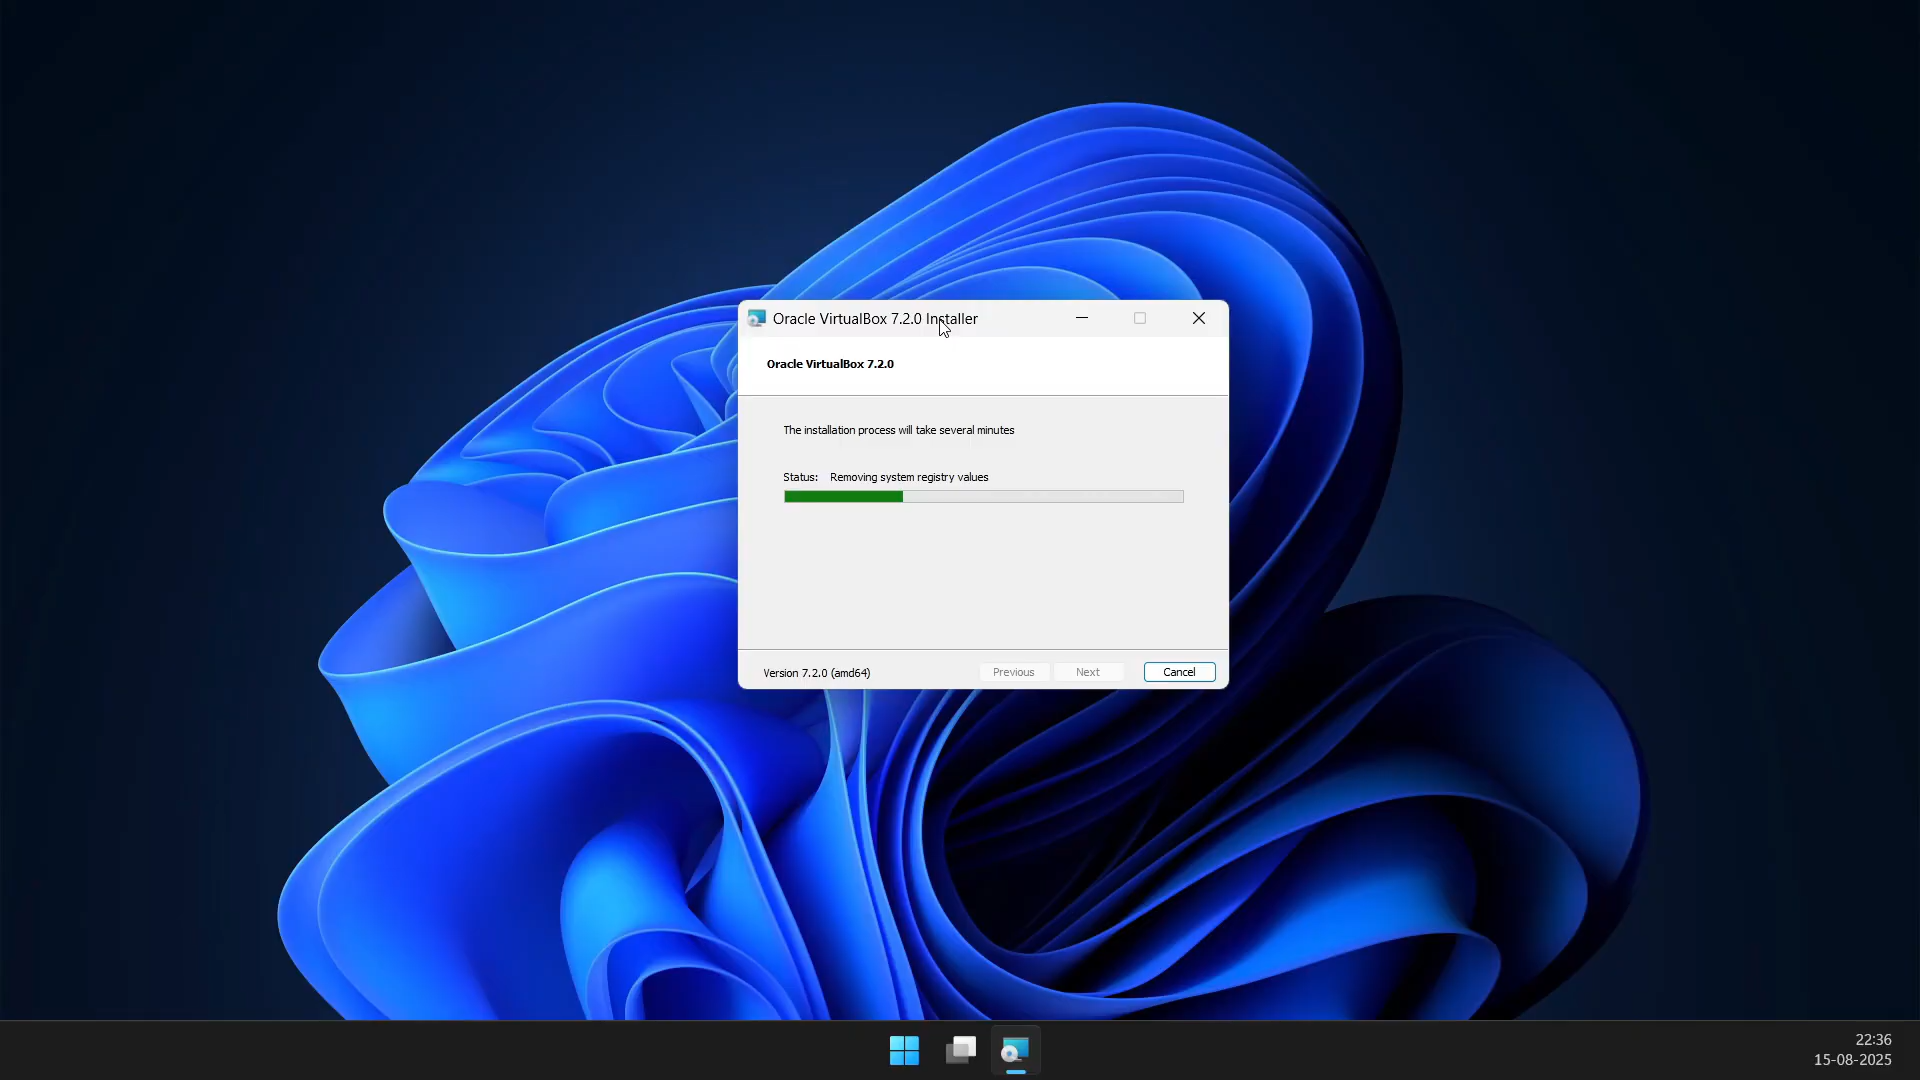 Oracle VirtualBox 7.2.0 Installer
Oracle VirtualBox 7.2.0
The installation process will take several minutes
Status: Removing system registry values
Version 7.2.0 (amd64)
Previous
Next
Cancel
22:36
15-08-2025